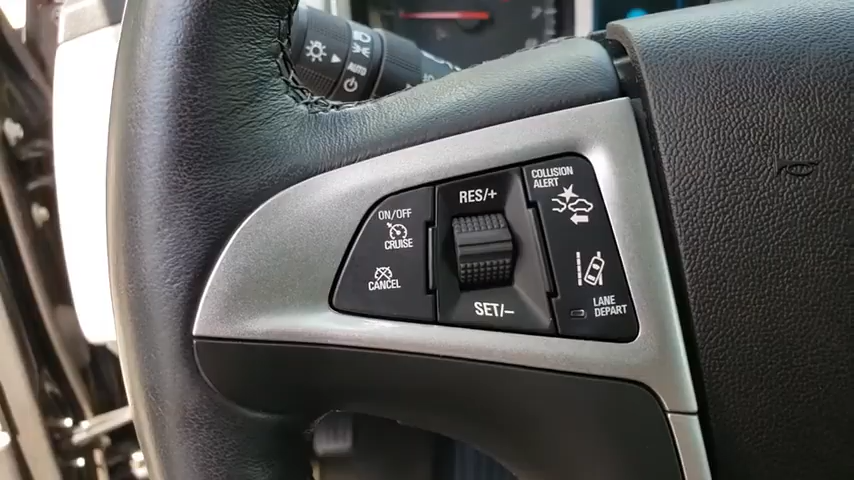 AUTO
ON/OFF
CRUISE
CANCEL
RES/+
SET/-
COLLISION
ALERT
LANE
DEPART